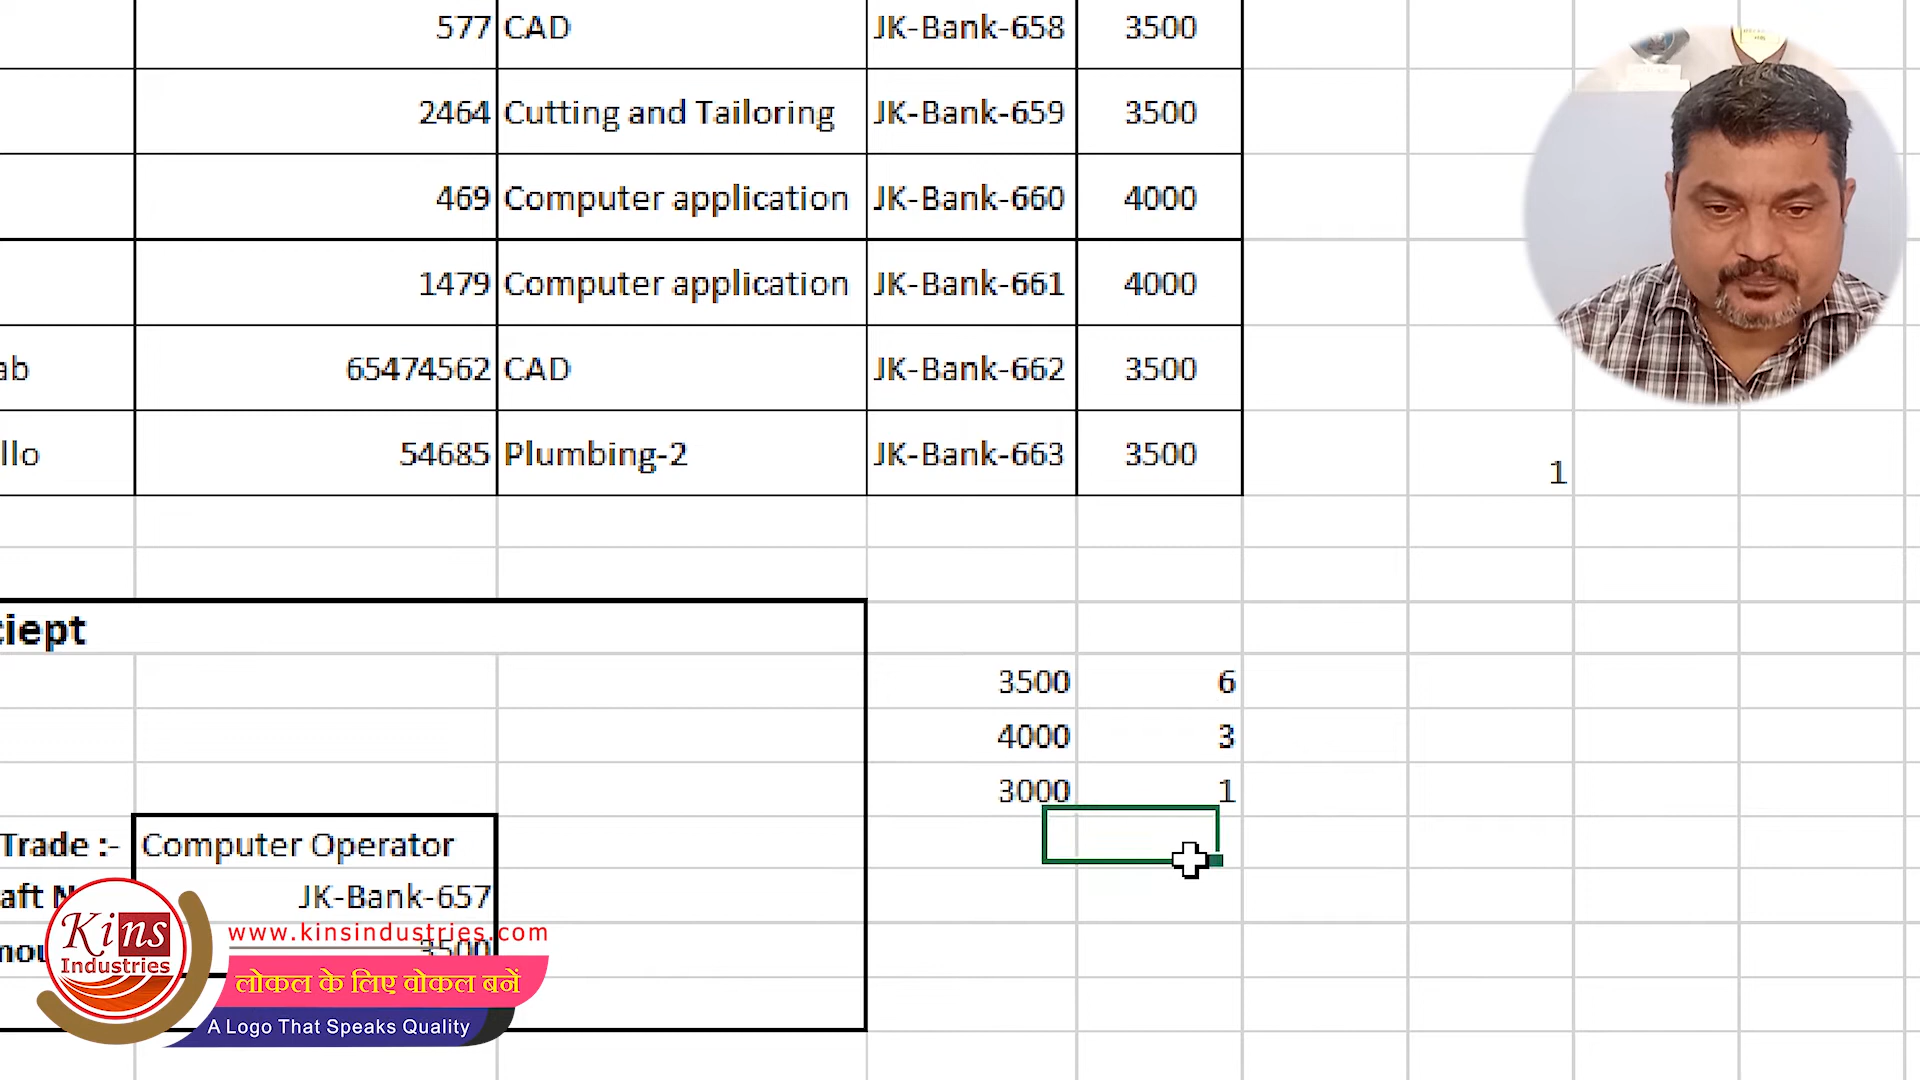 577 CAD JK-Bank-658 3500
2464 Cutting and Tailoring JK-Bank-659 3500
469 Computer application JK-Bank-660 4000
1479 Computer application JK-Bank-661 4000
ab 65474562 CAD JK-Bank-662 3500
llo 54685 Plumbing-2 JK-Bank-663 3500
1
ciept
3500 6
4000 3
3000 1
Trade :- Computer Operator
aft N JK-Bank-657
mou 3500
Kins
Industries
www.kinsindustries.com
लोकल के लिए वोकल बनें
A Logo That Speaks Quality